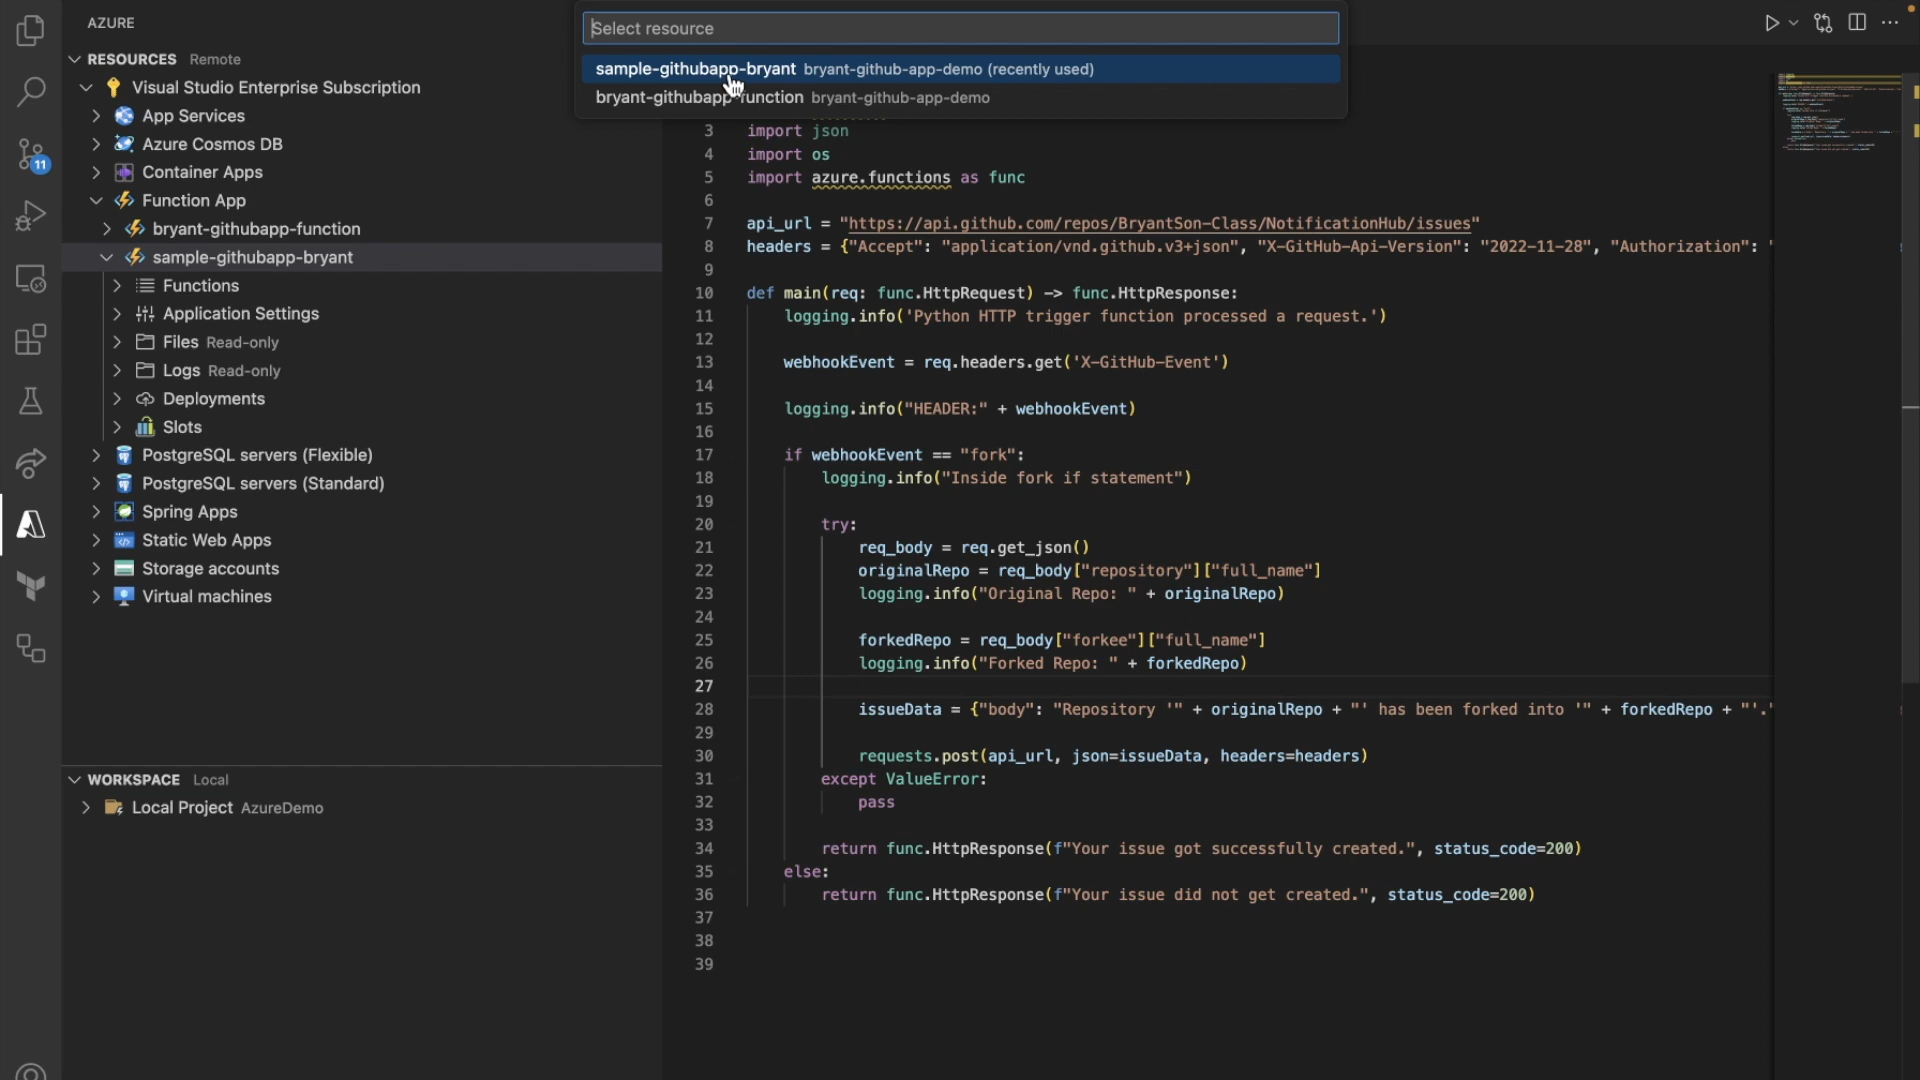 AZURE
Select resource
sample-githubapp-bryant bryant-github-app-demo (recently used)
bryant-githubapp-function bryant-github-app-demo
RESOURCES Remote
Visual Studio Enterprise Subscription
App Services
Azure Cosmos DB
Container Apps
Function App
bryant-githubapp-function
sample-githubapp-bryant
Functions
Application Settings
Files Read-only
Logs Read-only
Deployments
Slots
PostgreSQL servers (Flexible)
PostgreSQL servers (Standard)
Spring Apps
Static Web Apps
Storage accounts
Virtual machines
WORKSPACE Local
Local Project AzureDemo
11
3 import json
4 import os
5 import azure.functions as func
6
7 api_url = "https://api.github.com/repos/BryantSon-Class/NotificationHub/issues"
8 headers = {"Accept": "application/vnd.github.v3+json", "X-GitHub-Api-Version": "2022-11-28", "Authorization": "
9
10 def main(req: func.HttpRequest) -> func.HttpResponse:
11 logging.info('Python HTTP trigger function processed a request.')
12
13 webhookEvent = req.headers.get('X-GitHub-Event')
14
15 logging.info("HEADER:" + webhookEvent)
16
17 if webhookEvent == "fork":
18 logging.info("Inside fork if statement")
19
20 try:
21 req_body = req.get_json()
22 originalRepo = req_body["repository"]["full_name"]
23 logging.info("Original Repo: " + originalRepo)
24
25 forkedRepo = req_body["forkee"]["full_name"]
26 logging.info("Forked Repo: " + forkedRepo)
27
28 issueData = {"body": "Repository '" + originalRepo + "' has been forked into '" + forkedRepo + "'."
29
30 requests.post(api_url, json=issueData, headers=headers)
31 except ValueError:
32 pass
33
34 return func.HttpResponse(f"Your issue got successfully created.", status_code=200)
35 else:
36 return func.HttpResponse(f"Your issue did not get created.", status_code=200)
37
38
39